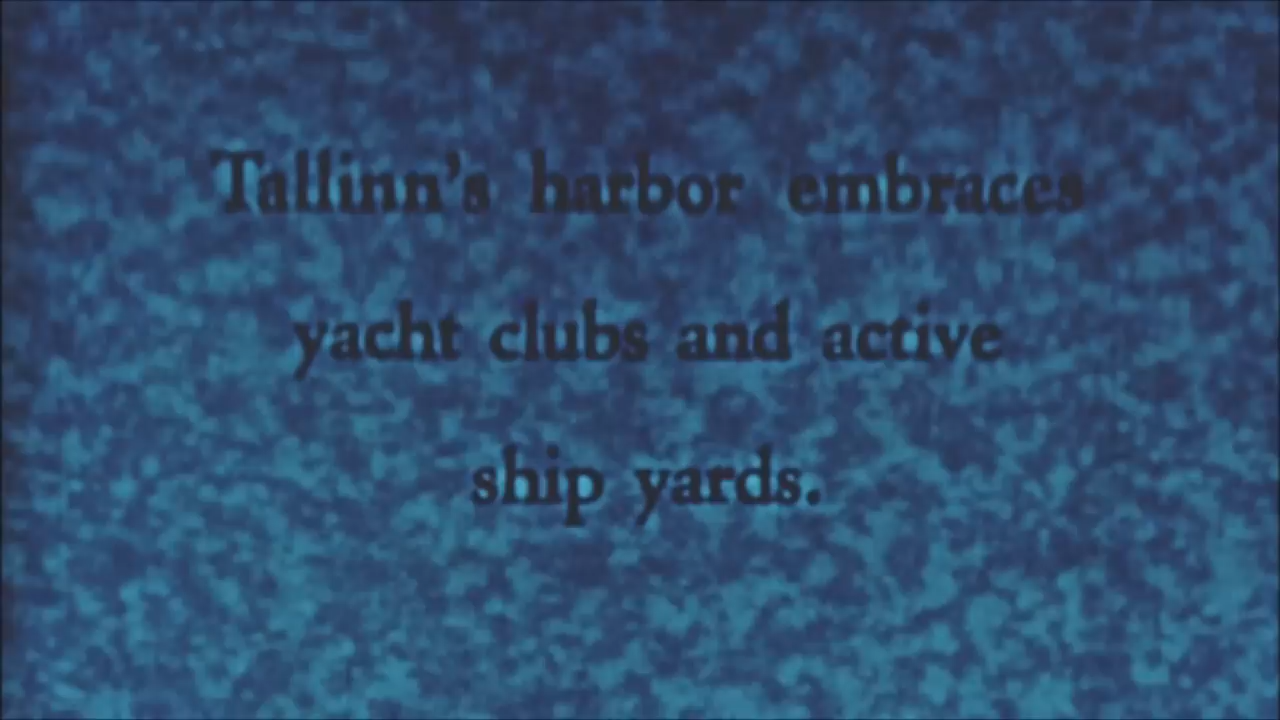 Tallinn's harbor embraces
yacht clubs and active
ship yards.